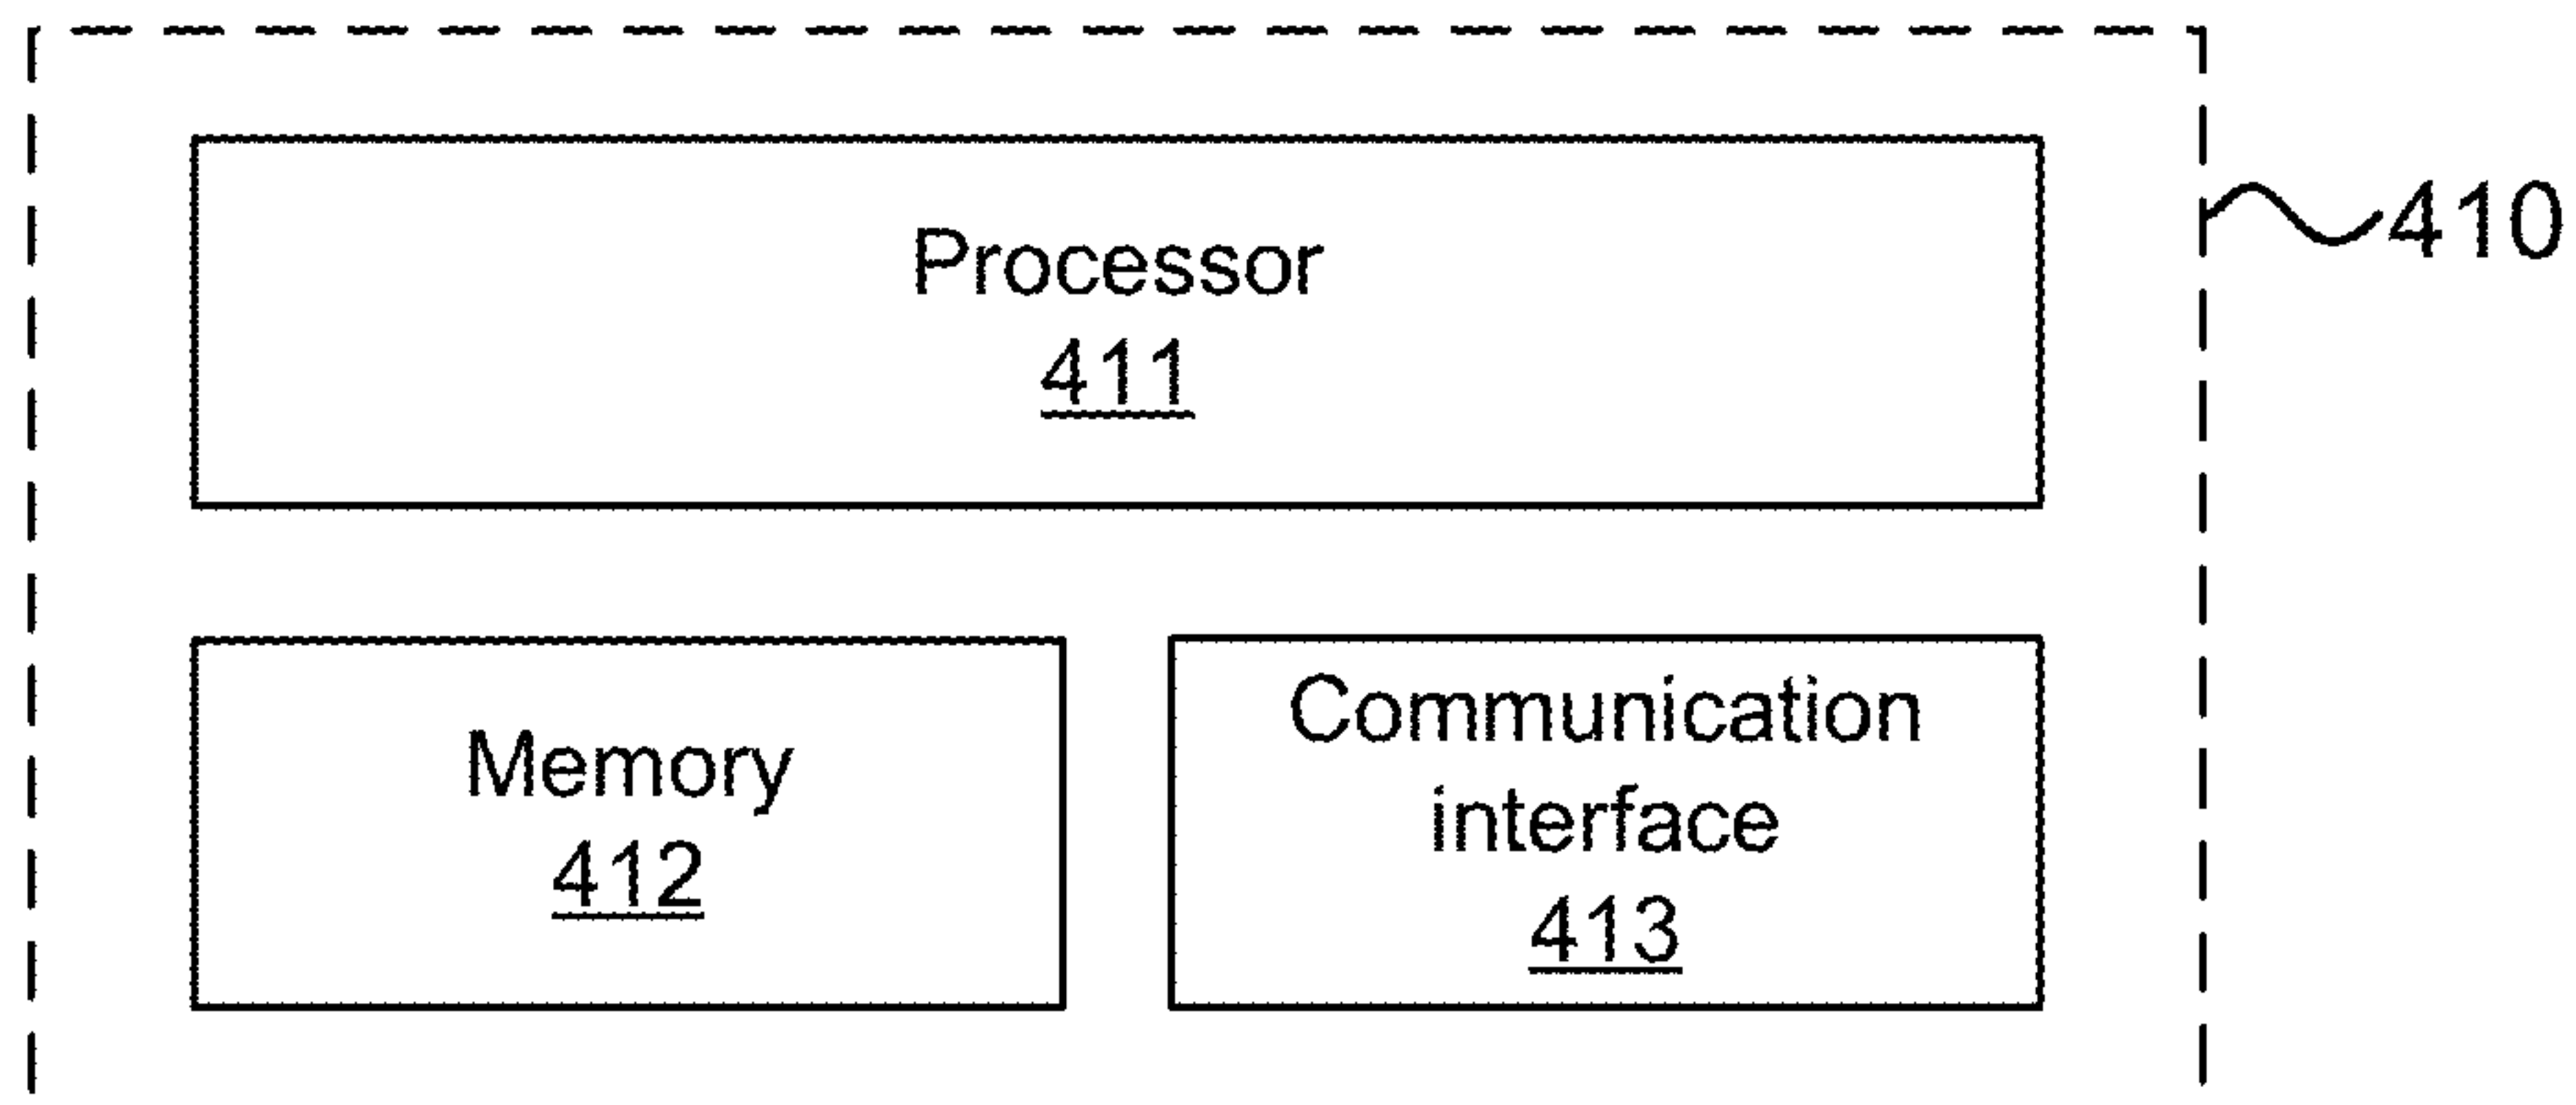 410
Processor
411
Memory
412
Communication
interface
413